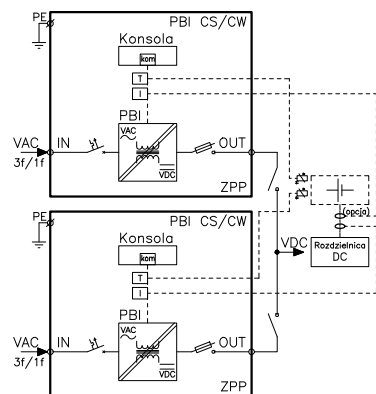 PE
PBI CS/CW
Konsola
kom
T
I
PBI
VAC
IN
VAC
VDC
OUT
3f/1f
ZPP
(opcja)
VDC
Rozdzielnica
DC
PE
PBI CS/CW
Konsola
kom
T
I
PBI
VAC
IN
VAC
VDC
OUT
3f/1f
ZPP